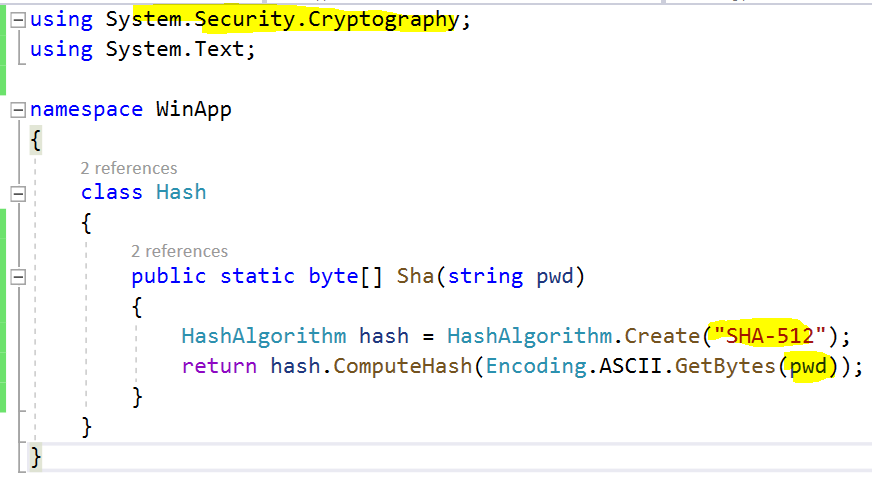 using System.Security.Cryptography;
using System.Text;
namespace WinApp
{
2 references
class Hash
{
2 references
public static byte[] Sha(string pwd)
{
HashAlgorithm hash = HashAlgorithm.Create("SHA-512");
return hash.ComputeHash(Encoding.ASCII.GetBytes(pwd));
}
}
}